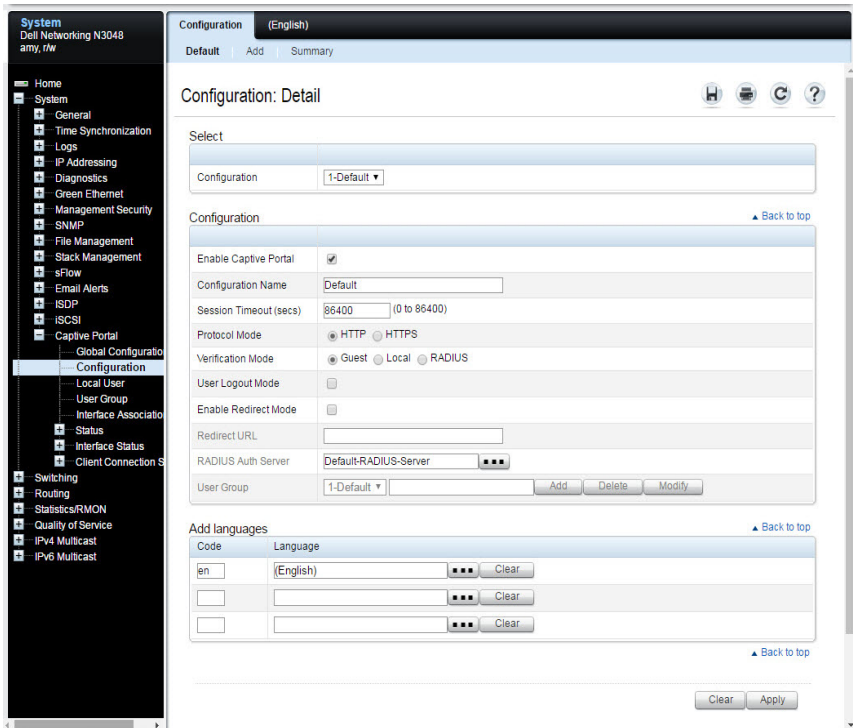 System
Dell Networking N3048
amy, r/w
Home
System
General
Time Synchronization
Logs
IP Addressing
Diagnostics
Green Ethernet
Management Security
SNMP
File Management
Stack Management
sFlow
Email Alerts
ISDP
iSCSI
Captive Portal
Global Configuratio
Configuration
Local User
User Group
Interface Associatio
Status
Interface Status
Client Connection S
Switching
Routing
Statistics/RMON
Quality of Service
IPv4 Multicast
IPv6 Multicast
Configuration (English)
Default Add Summary
Configuration: Detail
Select
Configuration 1-Default
Configuration Back to top
Enable Captive Portal
Configuration Name Default
Session Timeout (secs) 86400 (0 to 86400)
Protocol Mode HTTP HTTPS
Verification Mode Guest Local RADIUS
User Logout Mode
Enable Redirect Mode
Redirect URL
RADIUS Auth Server Default-RADIUS-Server
User Group 1-Default Add Delete Modify
Add languages Back to top
Code Language
en (English) Clear
Clear
Clear
Back to top
Clear Apply